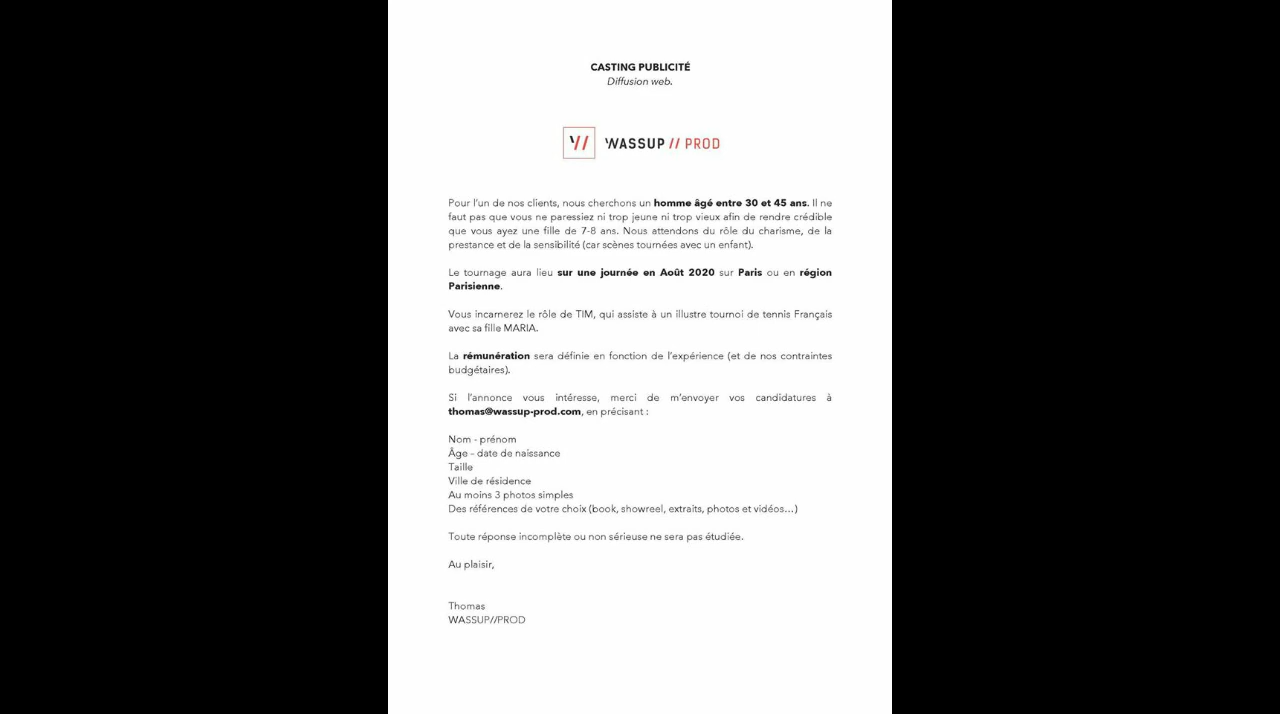 CASTING PUBLICITÉ
Diffusion web.
W
WASSUP // PROD
Pour l'un de nos clients, nous cherchons un homme âgé entre 30 et 45 ans. Il ne
faut pas que vous ne paressiez ni trop jeune ni trop vieux afin de rendre crédible
que vous ayez une fille de 7-8 ans. Nous attendons du rôle du charisme, de la
prestance et de la sensibilité (car scènes tournées avec un enfant).
Le tournage aura lieu sur une journée en Août 2020 sur Paris ou en région
Parisienne.
Vous incarnerez le rôle de TIM, qui assiste à un illustre tournoi de tennis Français
avec sa fille MARIA.
La rémunération sera définie en fonction de l'expérience (et de nos contraintes
budgétaires).
Si l'annonce vous intéresse, merci de m'envoyer vos candidatures à
thomas@wassup-prod.com, en précisant :
Nom - prénom
Âge - date de naissance
Taille
Ville de résidence
Au moins 3 photos simples
Des références de votre choix (book, showreel, extraits, photos et vidéos...)
Toute réponse incomplète ou non sérieuse ne sera pas étudiée.
Au plaisir,
Thomas
WASSUP//PROD